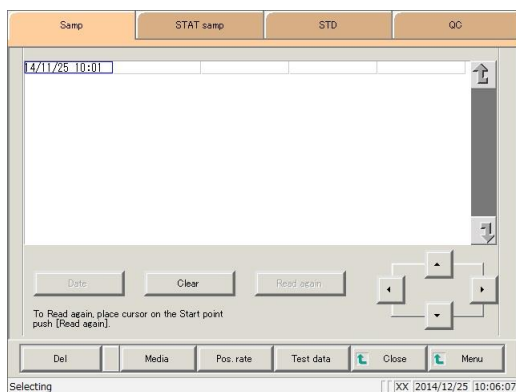 Samp STAT samp STD QC
14/11/25 10:01
Date Clear Read again
To Read again, place cursor on the Start point
push [Read again].
Del Media Pos. rate Test data Close Menu
Selecting XX 2014/12/25 10:06:07